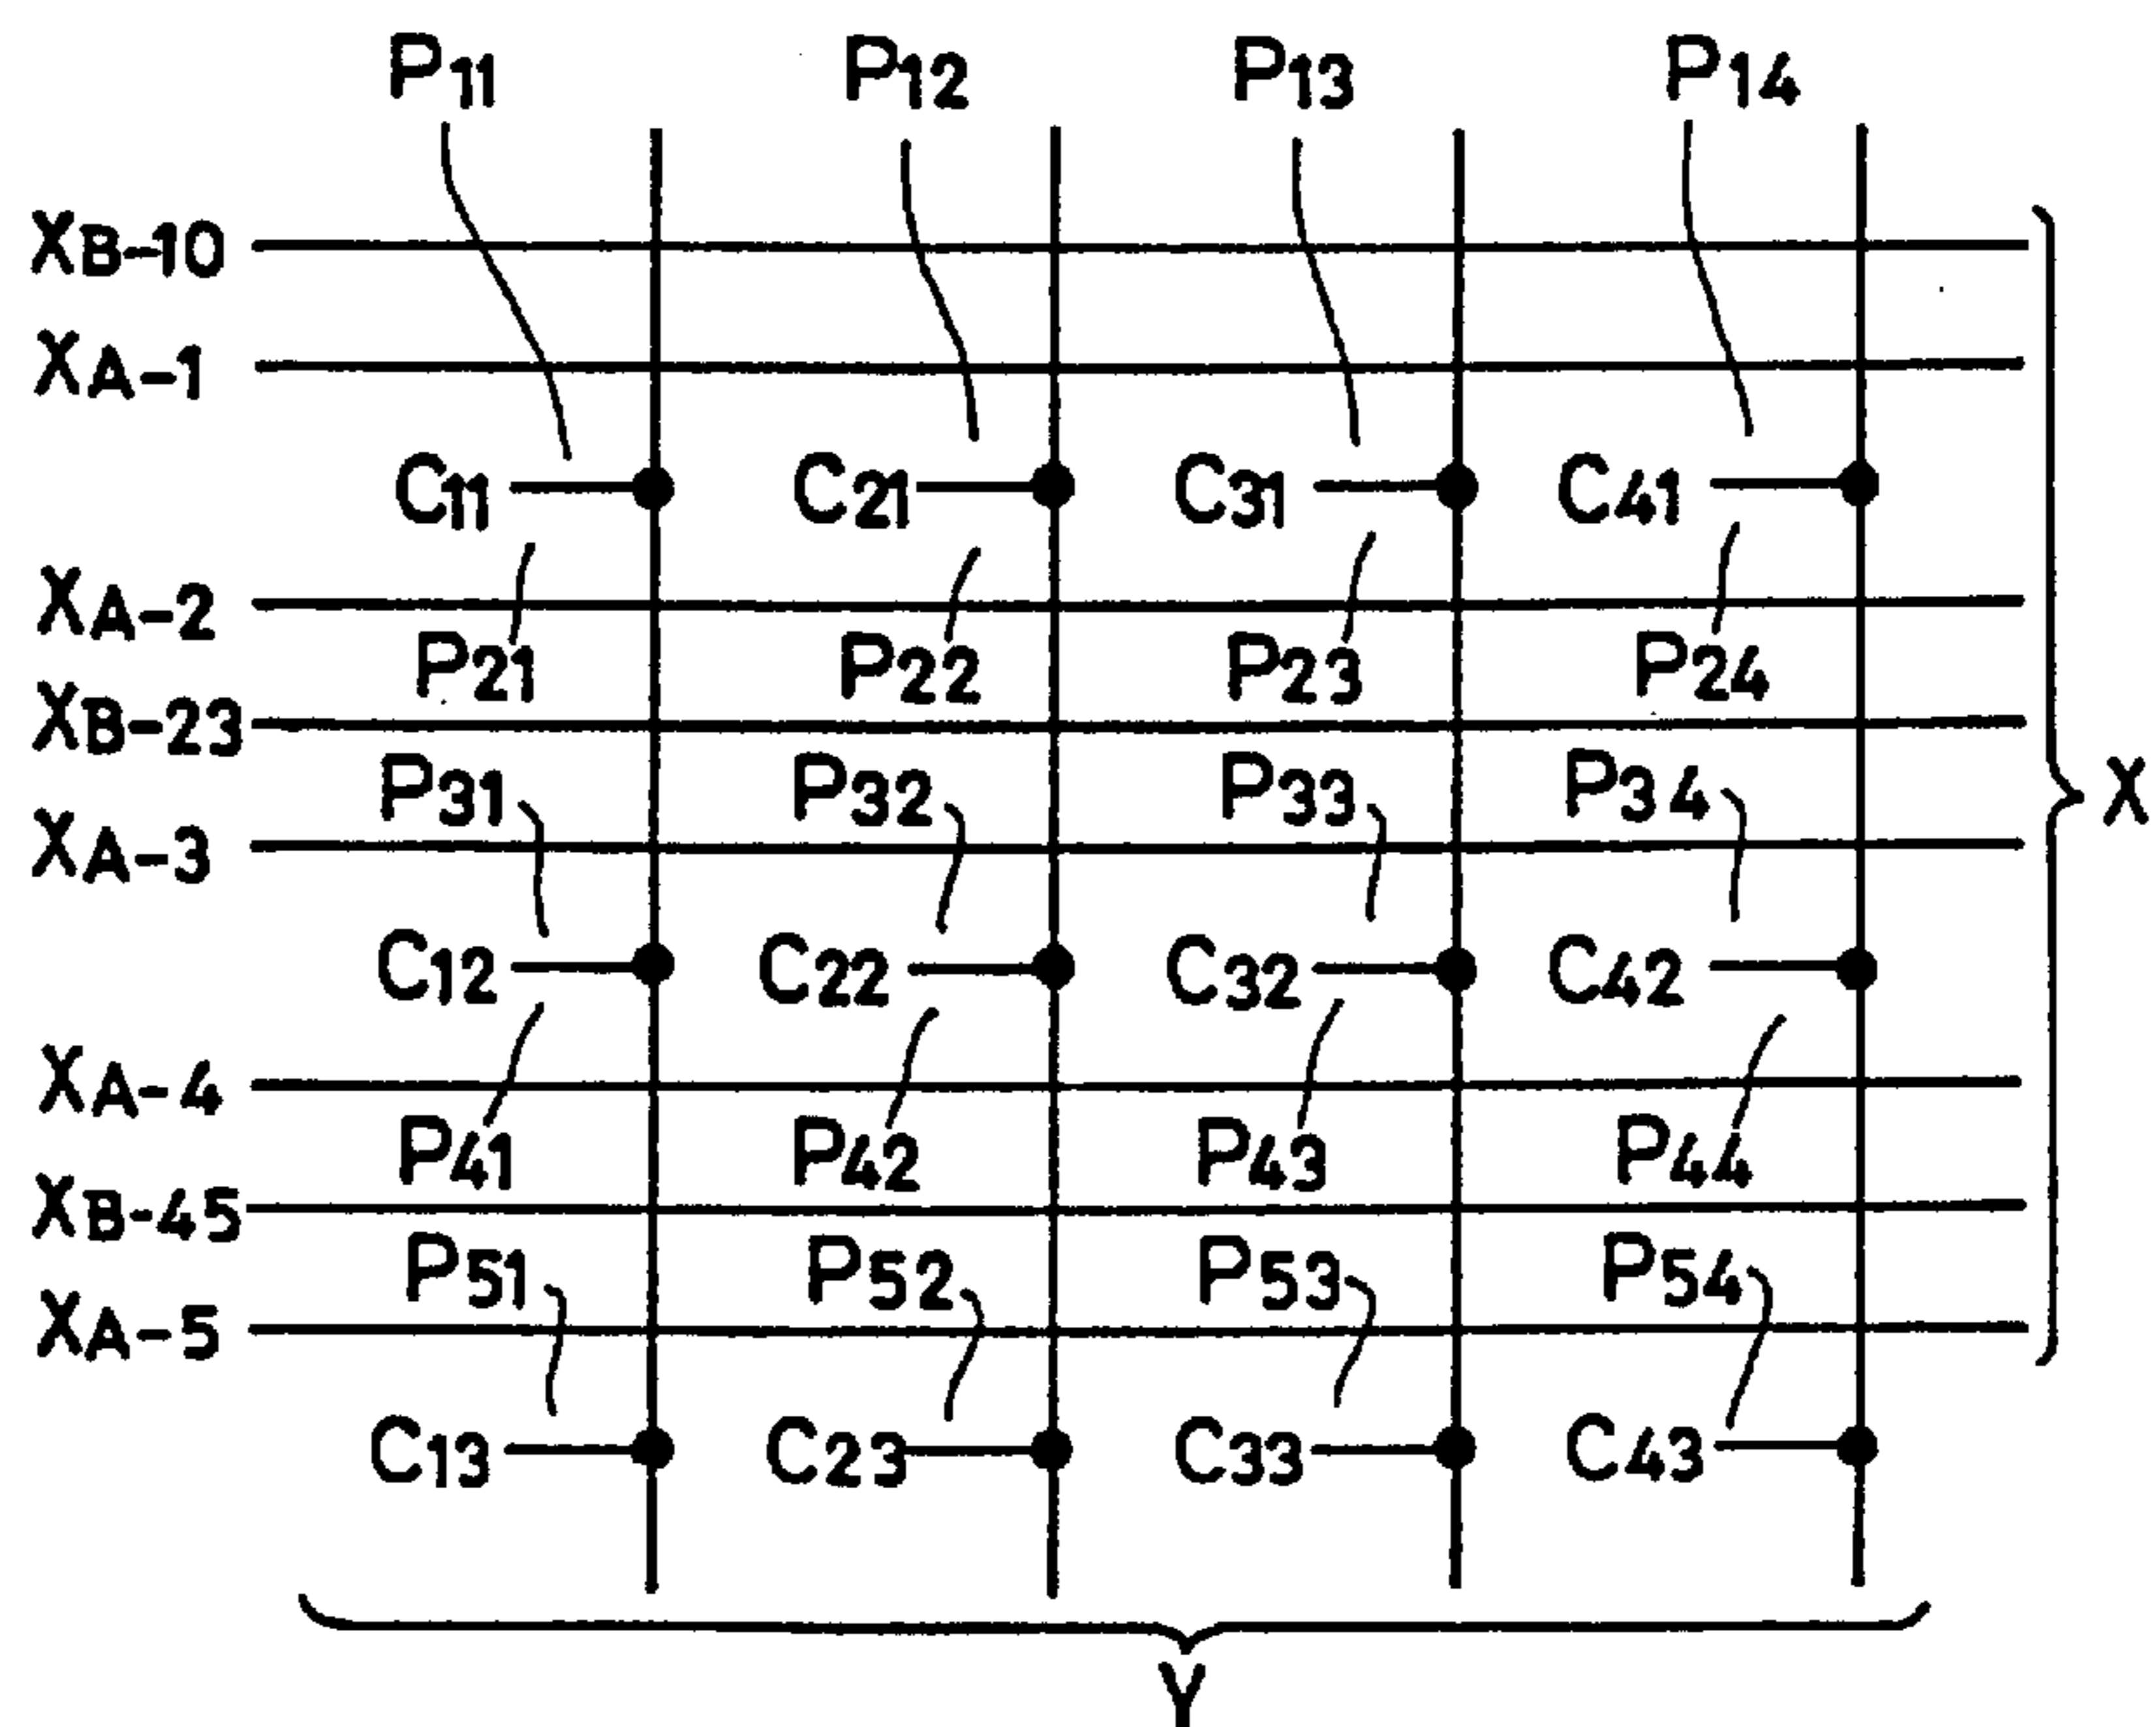 P11 P12 P13 P14
XB-10
XA-1
C11 C21 C31 C41
XA-2
P21 P22 P23 P24
XB-23
P31 P32 P33 P34
X
XA-3
C12 C22 C32 C42
XA-4
P41 P42 P43 P44
XB-45
P51 P52 P53 P54
XA-5
C13 C23 C33 C43
Y